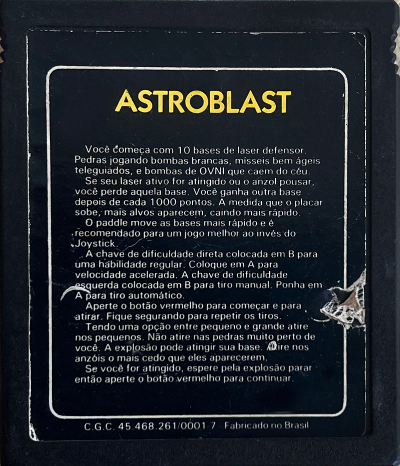 ASTROBLAST
Você começa com 10 bases de laser defensor.
Pedras jogando bombas brancas, mísseis bem ágeis
teleguiados, e bombas de OVNI que caem do céu.
Se seu laser ativo for atingido ou o anzol pousar,
você perde aquela base. Você ganha outra base
depois de cada 1000 pontos. A medida que o placar
sobe, mais alvos aparecem, caindo mais rápido.
O paddle move as bases mais rápido e é
recomendado para um jogo melhor ao invés do
Joystick.
A chave de dificuldade direta colocada em B para
uma habilidade regular. Coloque em A para
velocidade acelerada. A chave de dificuldade
esquerda colocada em B para tiro manual. Ponha em
A para tiro automático.
Aperte o botão vermelho para começar e para
atirar. Fique segurando para repetir os tiros.
Tendo uma opção entre pequeno e grande atire
nos pequenos. Não atire nas pedras muito perto de
você. A explosão pode atingir sua base. Atire nos
anzóis o mais cedo que eles aparecerem.
Se você for atingido, espere pela explosão parar
então aperte o botão vermelho para continuar.
C.G.C. 45.468.261/0001 7 Fabricado no Brasil